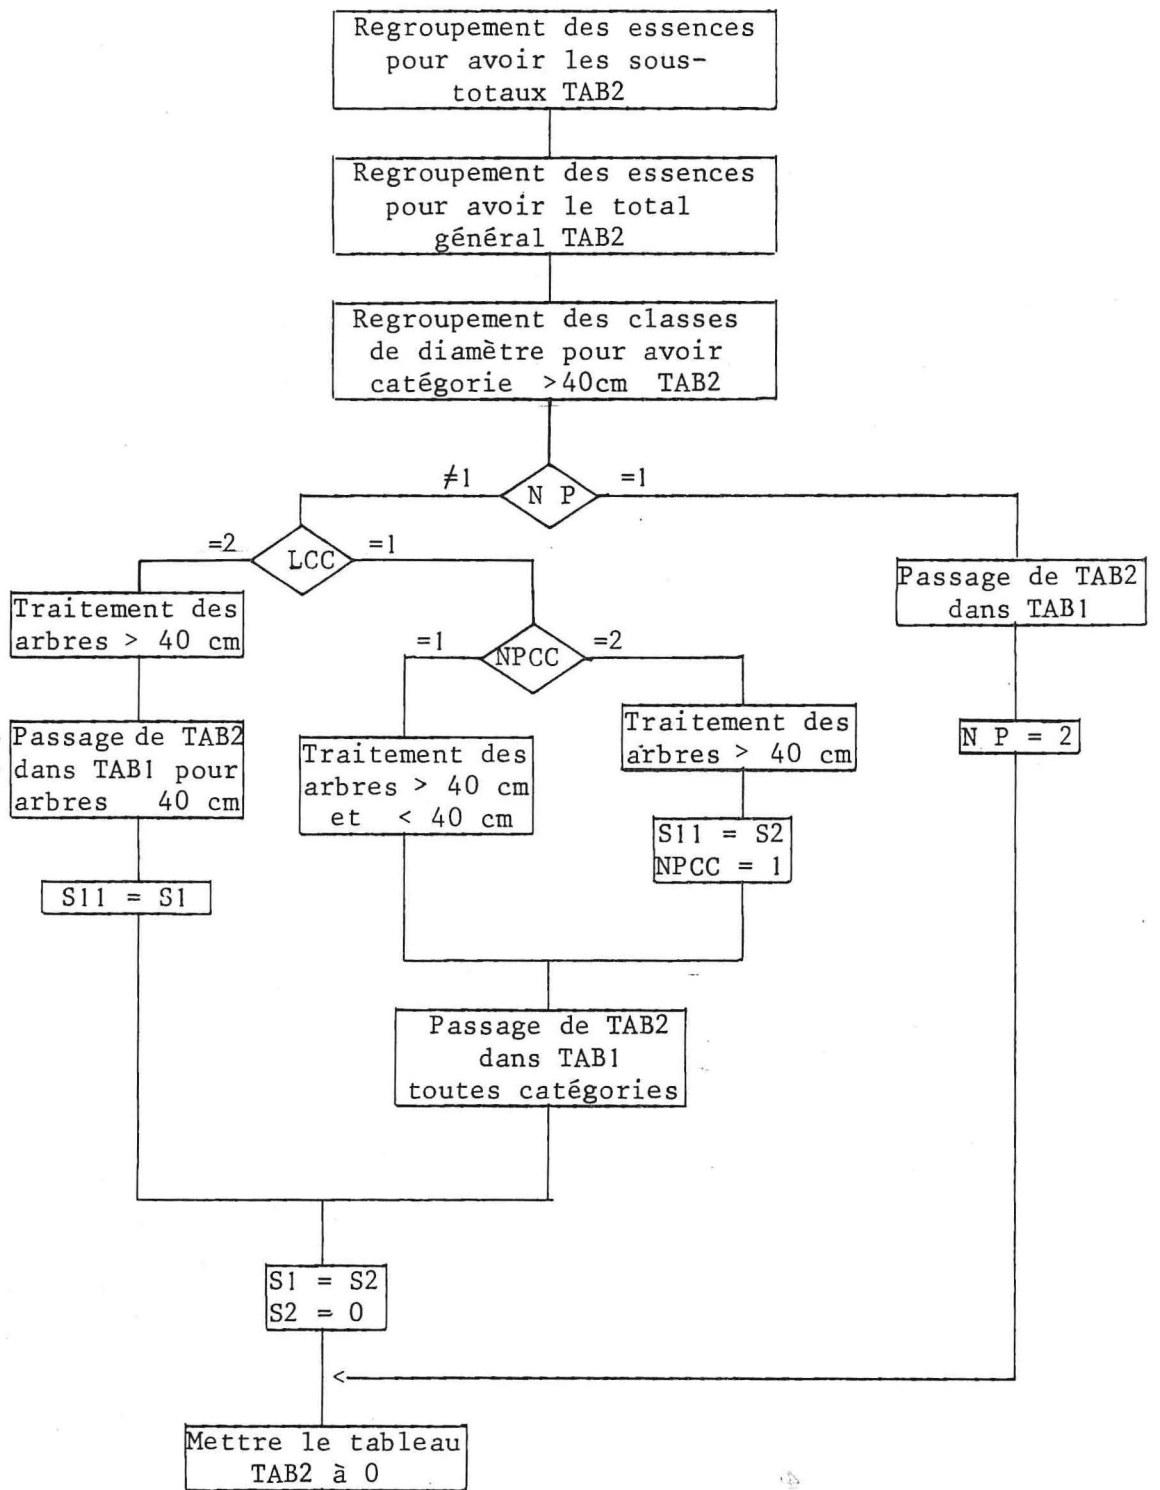 Regroupement des essences
pour avoir les sous-
totaux TAB2
Regroupement des essences
pour avoir le total
général TAB2
Regroupement des classes
de diamètre pour avoir
catégorie >40cm TAB2
≠1
N P
=1
=2
LCC
=1
Passage de TAB2
dans TAB1
Traitement des
arbres > 40 cm
=1
NPCC
=2
Passage de TAB2
dans TAB1 pour
arbres 40 cm
Traitement des
arbres > 40 cm
et < 40 cm
Traitement des
arbres > 40 cm
N P = 2
S11 = S2
NPCC = 1
S11 = S1
Passage de TAB2
dans TAB1
toutes catégories
S1 = S2
S2 = 0
<
Mettre le tableau
TAB2 à 0